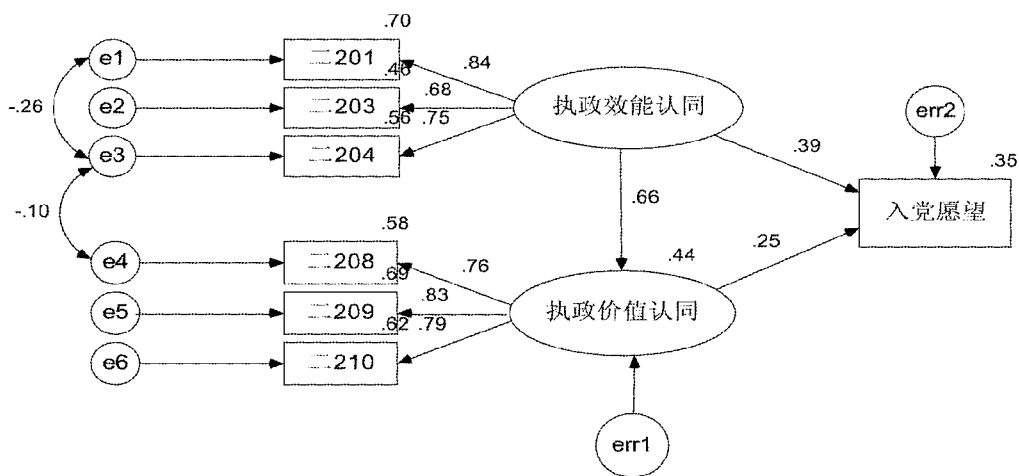 .70
e1
二201
.46
.84
e2
二203
.68
执政效能认同
err2
-.26
.56
.75
e3
二204
.39
.35
入党愿望
.66
-.10
.58
e4
二208
.76
.44
.25
.69
e5
二209
.83
执政价值认同
.62
.79
e6
二210
err1